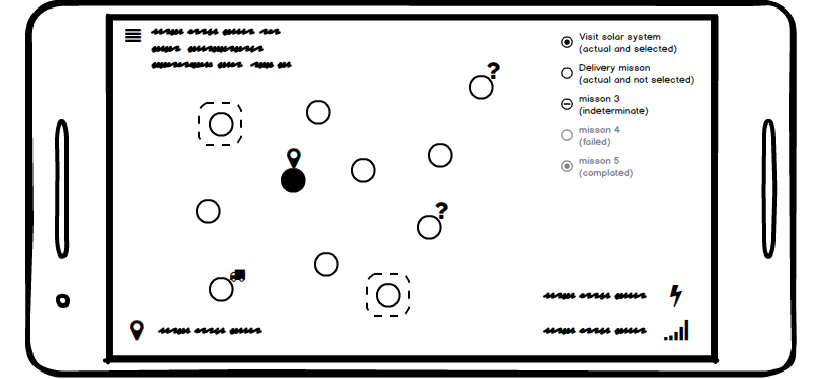 ?
Visit solar system
(actual and selected)
Delivery misson
(actual and not selected)
misson 3
(indeterminate)
misson 4
(failed)
misson 5
(complated)
?